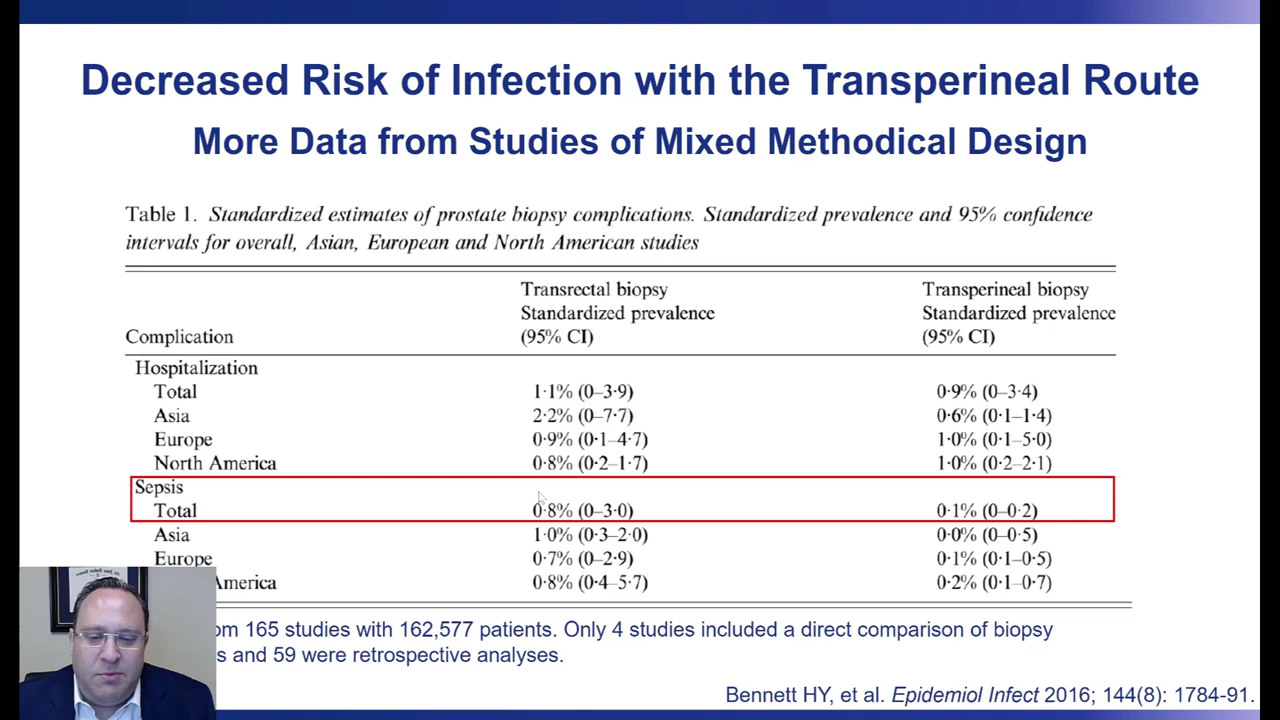 Decreased Risk of Infection with the Transperineal Route
More Data from Studies of Mixed Methodical Design
Table 1. Standardized estimates of prostate biopsy complications. Standardized prevalence and 95% confidence
intervals for overall, Asian, European and North American studies
Complication Transrectal biopsy Standardized prevalence (95% CI) Transperineal biopsy Standardized prevalence (95% CI)
Hospitalization
Total 1·1% (0–3·9) 0·9% (0–3·4)
Asia 2·2% (0–7·7) 0·6% (0·1–1·4)
Europe 0·9% (0·1–4·7) 1·0% (0·1–5·0)
North America 0·8% (0·2–1·7) 1·0% (0·2–2·1)
Sepsis
Total 0·8% (0–3·0) 0·1% (0–0·2)
Asia 1·0% (0·3–2·0) 0·0% (0–0·5)
Europe 0·7% (0–2·9) 0·1% (0·1–0·5)
America 0·8% (0·4–5·7) 0·2% (0·1–0·7)
165 studies with 162,577 patients. Only 4 studies included a direct comparison of biopsy
and 59 were retrospective analyses.
Bennett HY, et al. Epidemiol Infect 2016; 144(8): 1784-91.